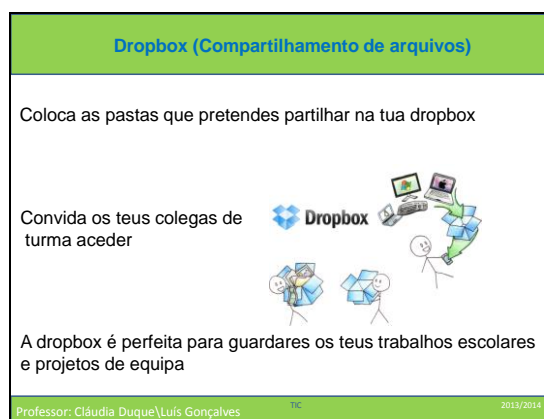 Dropbox (Compartilhamento de arquivos)
Coloca as pastas que pretendes partilhar na tua dropbox
Convida os teus colegas de
turma aceder
Dropbox
A dropbox é perfeita para guardares os teus trabalhos escolares
e projetos de equipa
Professor: Cláudia Duque\Luís Gonçalves
TIC
2013/2014